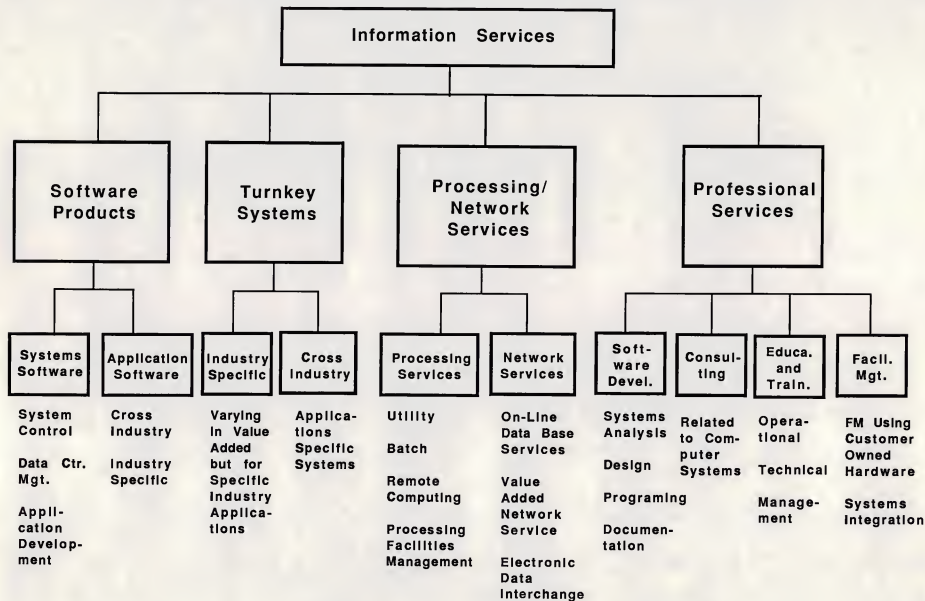 Information Services
Software
Products
Turnkey
Systems
Processing/
Network
Services
Professional
Services
Systems
Software
Application
Software
Industry
Specific
Cross
Industry
Processing
Services
Network
Services
Soft-
ware
Devel.
Consul-
ting
Educa.
and
Train.
Facil.
Mgt.
System
Control
Data Ctr.
Mgt.
Appli-
cation
Develop-
ment
Cross
Industry
Industry
Specific
Varying
in Value
Added
but for
Specific
Industry
Applica-
tions
Applica-
tions
Specific
Systems
Utility
Batch
Remote
Computing
Processing
Facilities
Management
On-Line
Data Base
Services
Value
Added
Network
Service
Electronic
Data
Interchange
Systems
Analysis
Design
Programing
Documen-
tation
Related
to Com-
puter
Systems
Opera-
tional
Technical
Manage-
ment
FM Using
Customer
Owned
Hardware
Systems
Integration